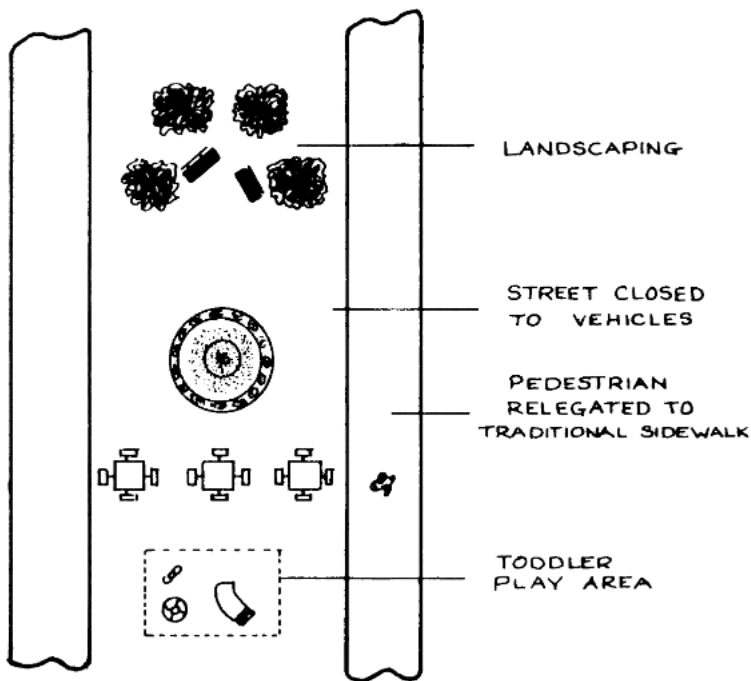 LANDSCAPING
STREET CLOSED
TO VEHICLES
PEDESTRIAN
RELEGATED TO
TRADITIONAL SIDEWALK
TODDLER
PLAY AREA